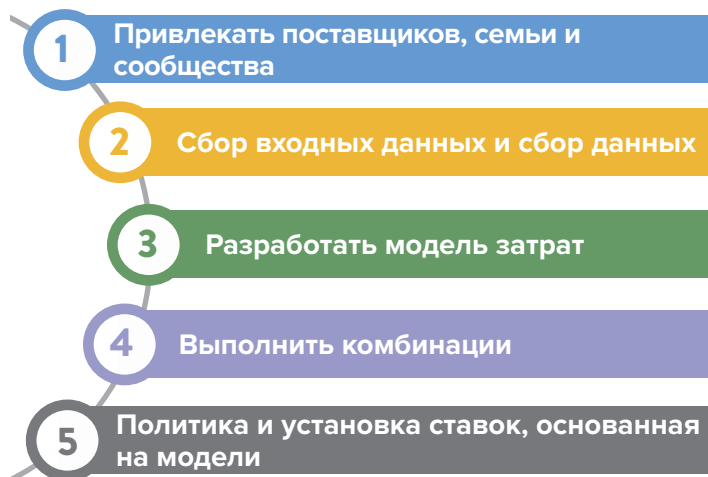 1
Привлекать поставщиков, семьи и
сообщества
2
Сбор входных данных и сбор данных
3
Разработать модель затрат
4
Выполнить комбинации
5
Политика и установка ставок, основанная
на модели